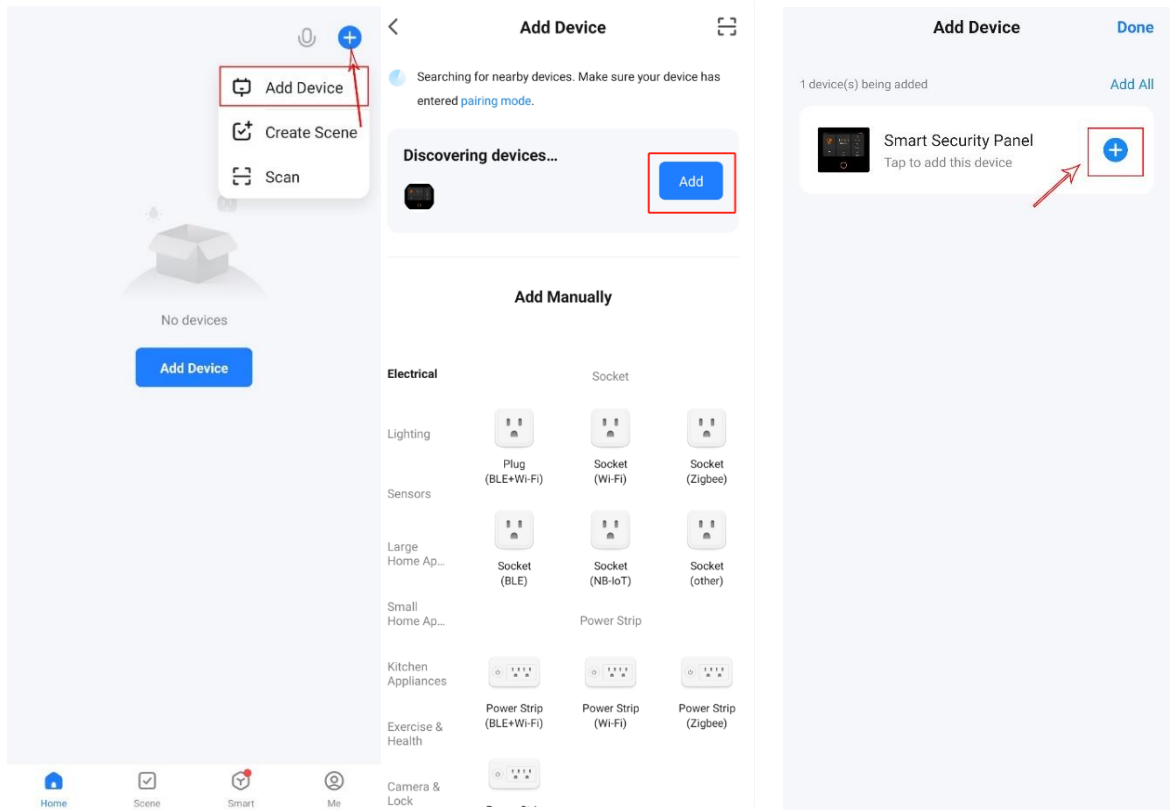 Add Device
Create Scene
Scan
No devices
Add Device
Home
Scene
Smart
Me
Add Device
Searching for nearby devices. Make sure your device has
entered pairing mode.
Discovering devices...
Add
Add Manually
Electrical
Lighting
Sensors
Large
Home Ap...
Small
Home Ap...
Kitchen
Appliances
Exercise &
Health
Camera &
Lock
Socket
Plug
(BLE+Wi-Fi)
Socket
(Wi-Fi)
Socket
(Zigbee)
Socket
(BLE)
Socket
(NB-IoT)
Socket
(other)
Power Strip
Power Strip
(BLE+Wi-Fi)
Power Strip
(Wi-Fi)
Power Strip
(Zigbee)
Add Device
Done
1 device(s) being added
Add All
Smart Security Panel
Tap to add this device